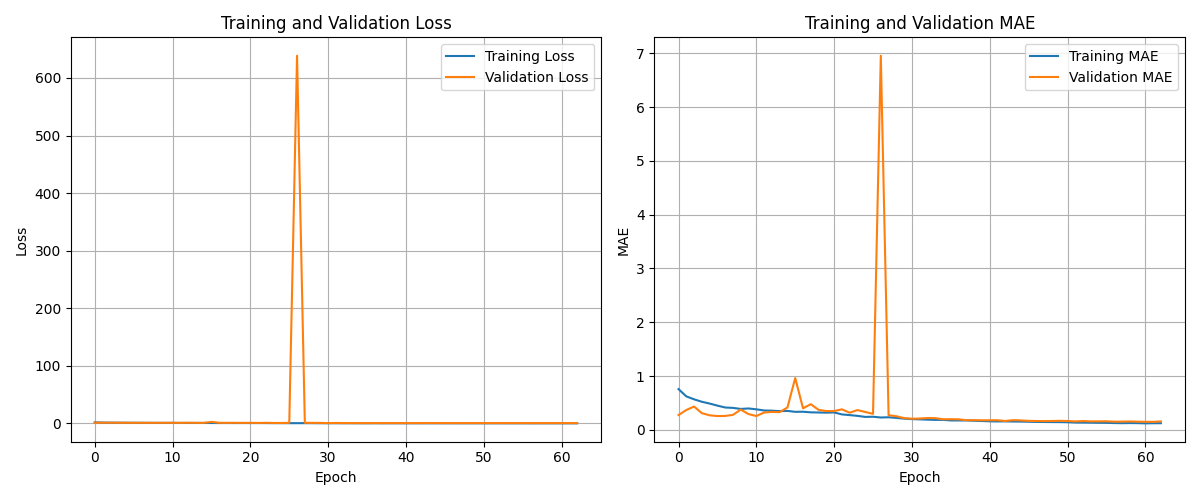 Training and Validation Loss
Training Loss
Validation Loss
600
500
400
300
200
100
0
Loss
0 10 20 30 40 50 60
Epoch
Training and Validation MAE
Training MAE
Validation MAE
7
6
5
4
3
2
1
0
MAE
0 10 20 30 40 50 60
Epoch